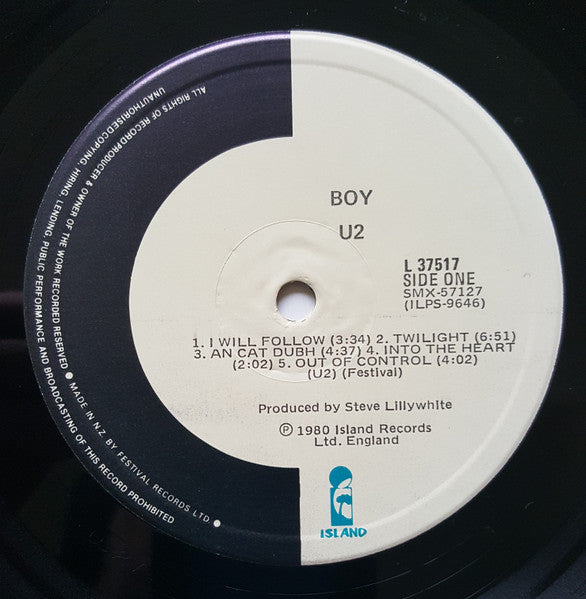 BOY
U2
L 37517
SIDE ONE
SMX-57127
(ILPS-9646)
1. I WILL FOLLOW (3:34) 2. TWILIGHT (6:51)
3. AN CAT DUBH (4:37) 4. INTO THE HEART
(2:02) 5. OUT OF CONTROL (4:02)
(U2) (Festival)
Produced by Steve Lillywhite
℗ 1980 Island Records
Ltd. England
ISLAND
ALL RIGHTS OF RECORD PRODUCER & OWNER OF THE WORK RECORDED RESERVED ● MADE IN N.Z. BY FESTIVAL RECORDS LTD ●
UNAUTHORISED COPYING, HIRING, LENDING, PUBLIC PERFORMANCE AND BROADCASTING OF THIS RECORD PROHIBITED